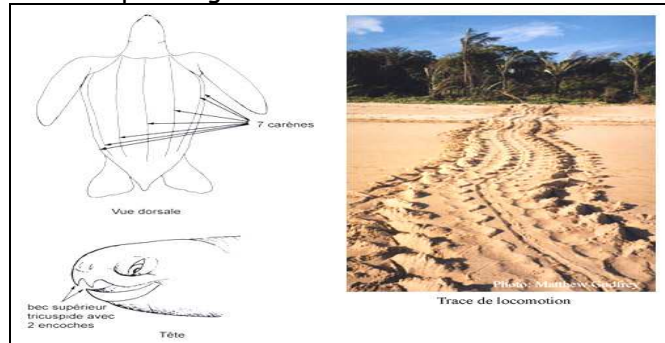 7 carènes
Vue dorsale
bec supérieur
tricuspide avec
2 encoches
Tête
Photo: Matthew Godfrey
Trace de locomotion